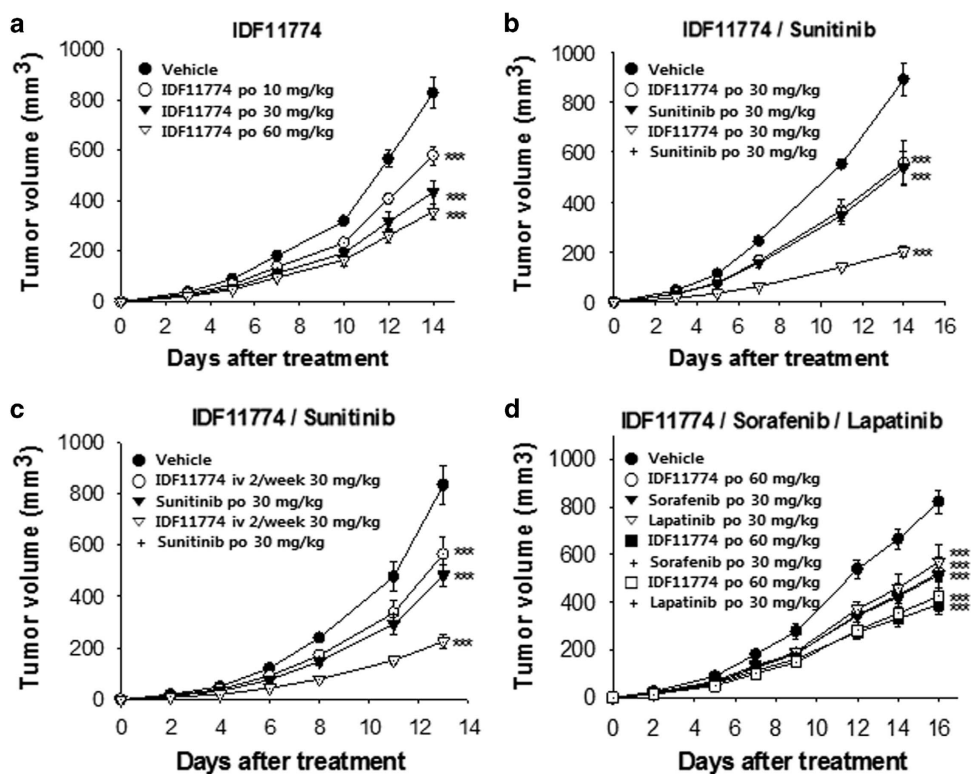 a
IDF11774
Tumor volume (mm3)
1000
800
600
400
200
0
Vehicle
IDF11774 po 10 mg/kg
IDF11774 po 30 mg/kg
IDF11774 po 60 mg/kg
***
***
***
0 2 4 6 8 10 12 14
Days after treatment
b
IDF11774 / Sunitinib
Tumor volume (mm3)
1000
800
600
400
200
0
Vehicle
IDF11774 po 30 mg/kg
Sunitinib po 30 mg/kg
IDF11774 po 30 mg/kg
+ Sunitinib po 30 mg/kg
***
***
***
0 2 4 6 8 10 12 14 16
Days after treatment
c
IDF11774 / Sunitinib
Tumor volume (mm3)
1000
800
600
400
200
0
Vehicle
IDF11774 iv 2/week 30 mg/kg
Sunitinib po 30 mg/kg
IDF11774 iv 2/week 30 mg/kg
+ Sunitinib po 30 mg/kg
***
***
***
0 2 4 6 8 10 12 14
Days after treatment
d
IDF11774 / Sorafenib / Lapatinib
Tumor volume (mm3)
1000
800
600
400
200
0
Vehicle
IDF11774 po 60 mg/kg
Sorafenib po 30 mg/kg
Lapatinib po 30 mg/kg
IDF11774 po 60 mg/kg
+ Sorafenib po 30 mg/kg
IDF11774 po 60 mg/kg
+ Lapatinib po 30 mg/kg
***
***
***
***
***
0 2 4 6 8 10 12 14 16
Days after treatment